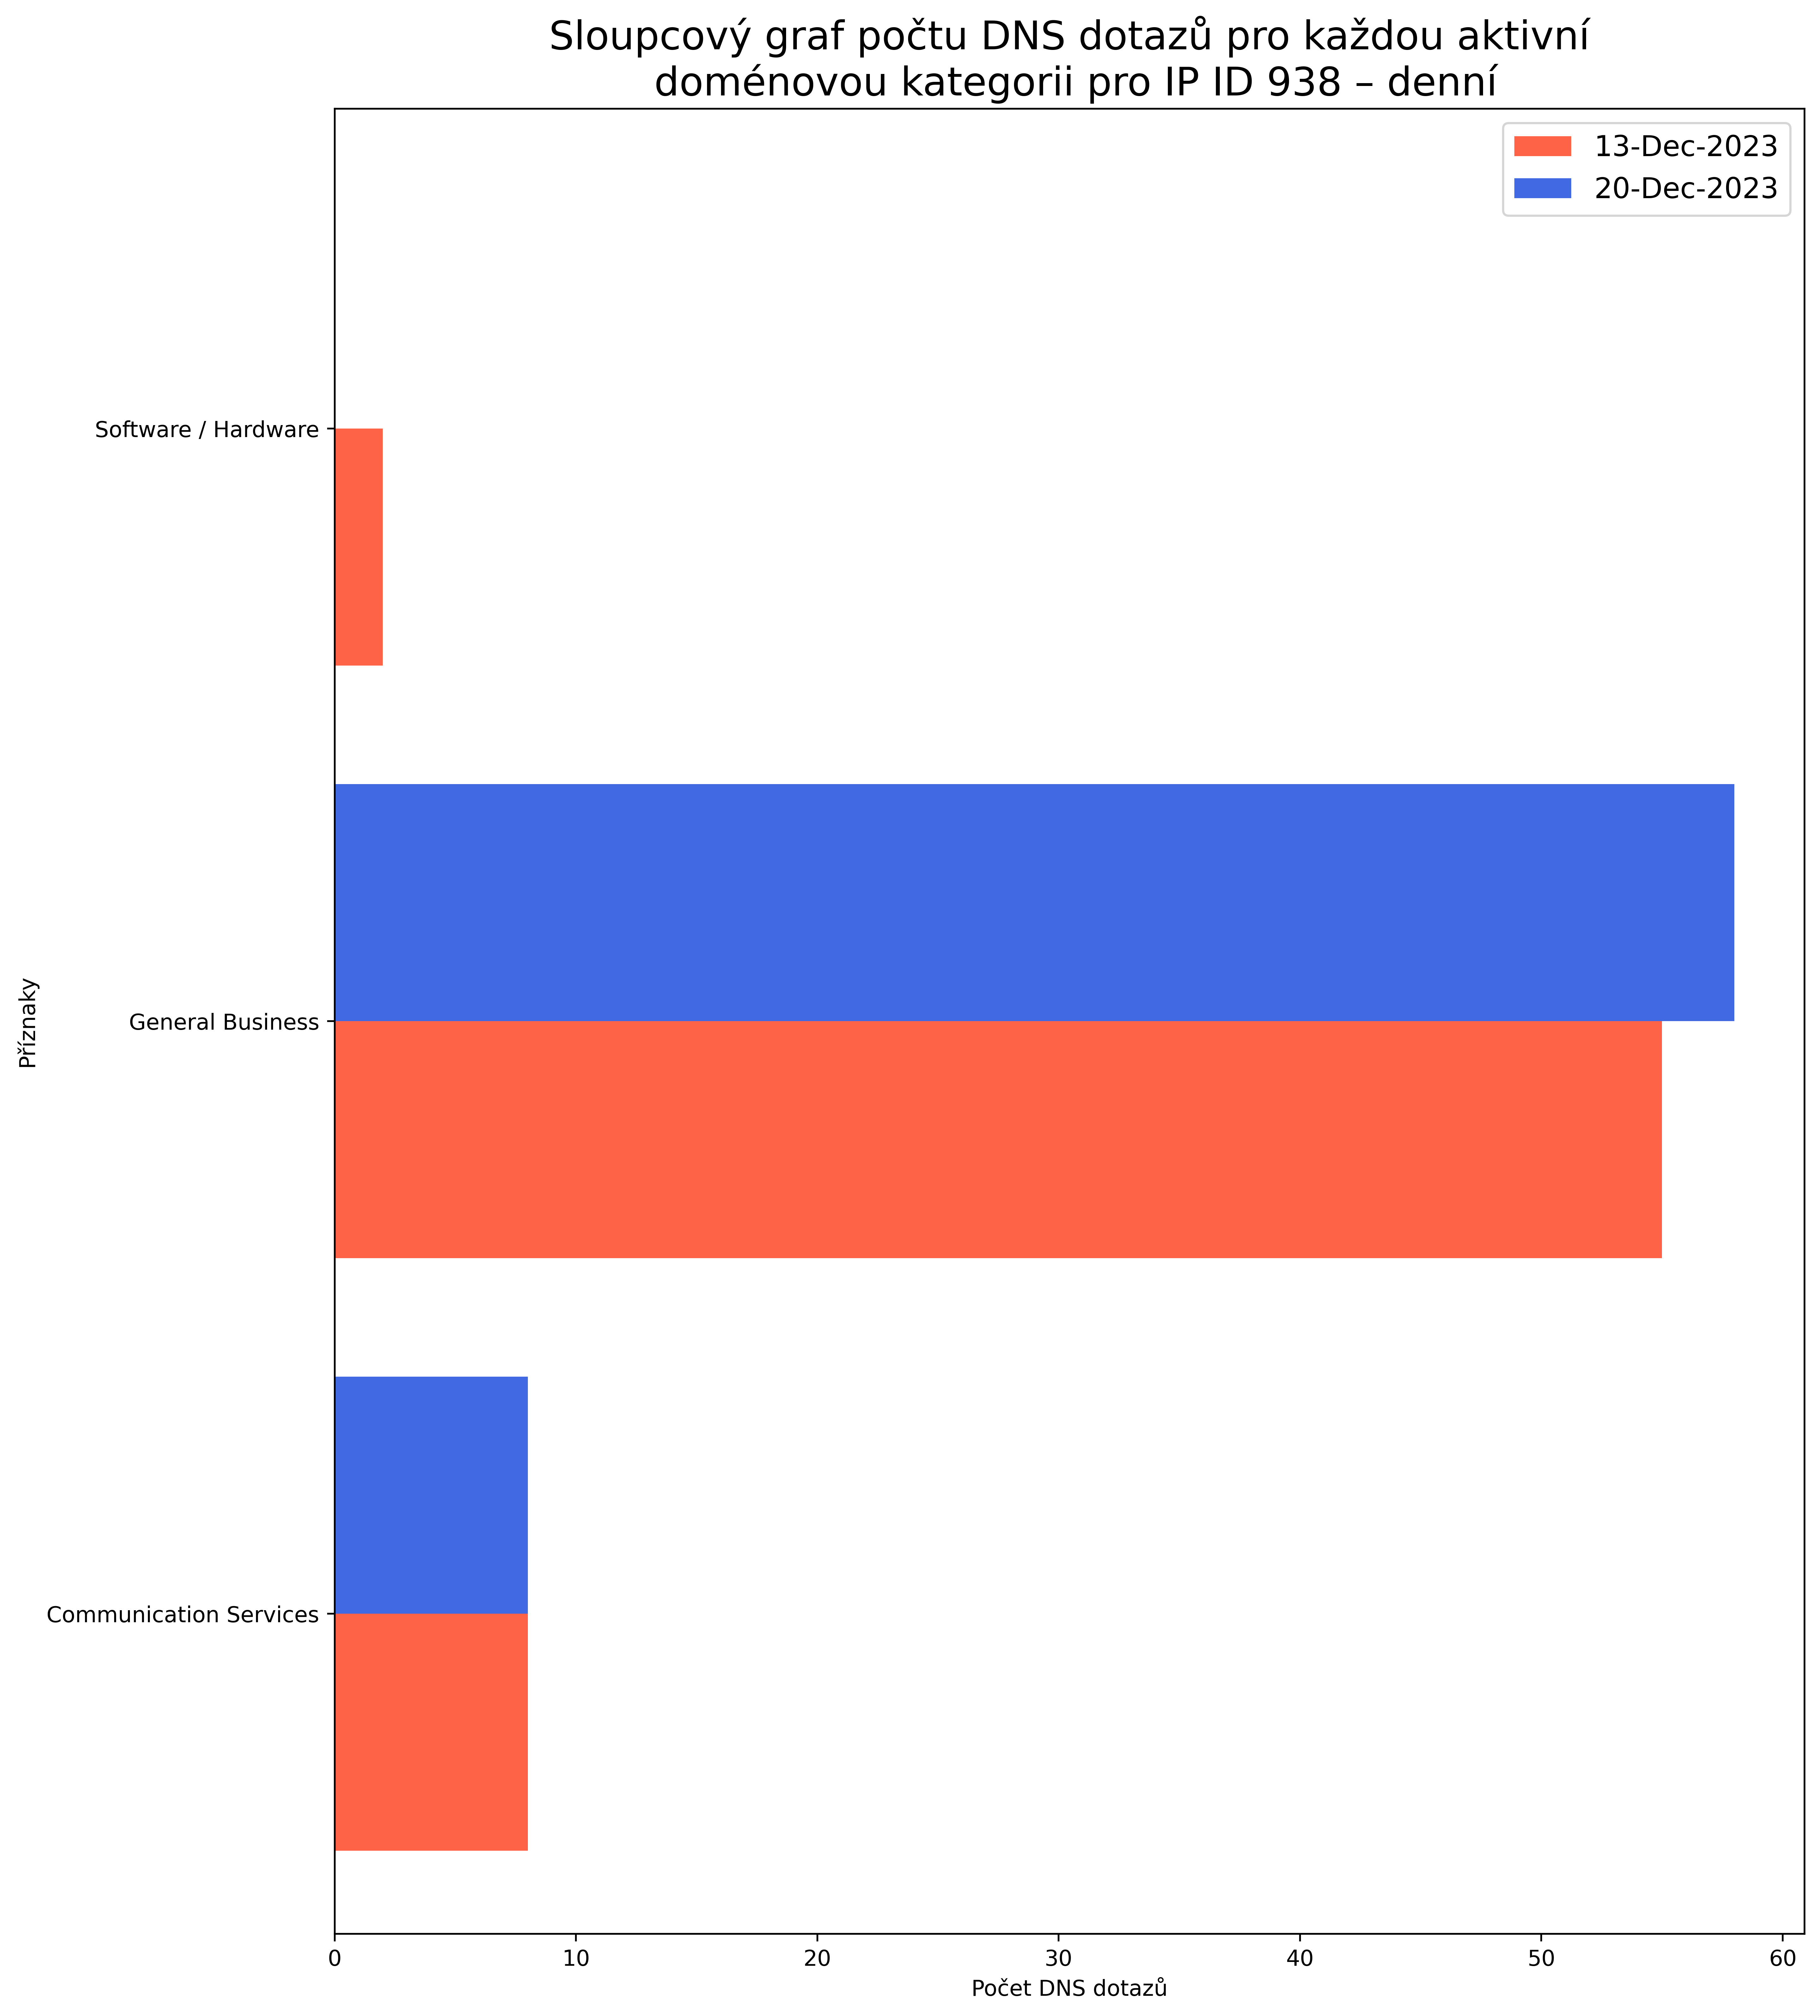 Sloupcový graf počtu DNS dotazů pro každou aktivní
doménovou kategorii pro IP ID 938 – denní
13-Dec-2023
20-Dec-2023
Software / Hardware
General Business
Communication Services
Příznaky
0 10 20 30 40 50 60
Počet DNS dotazů